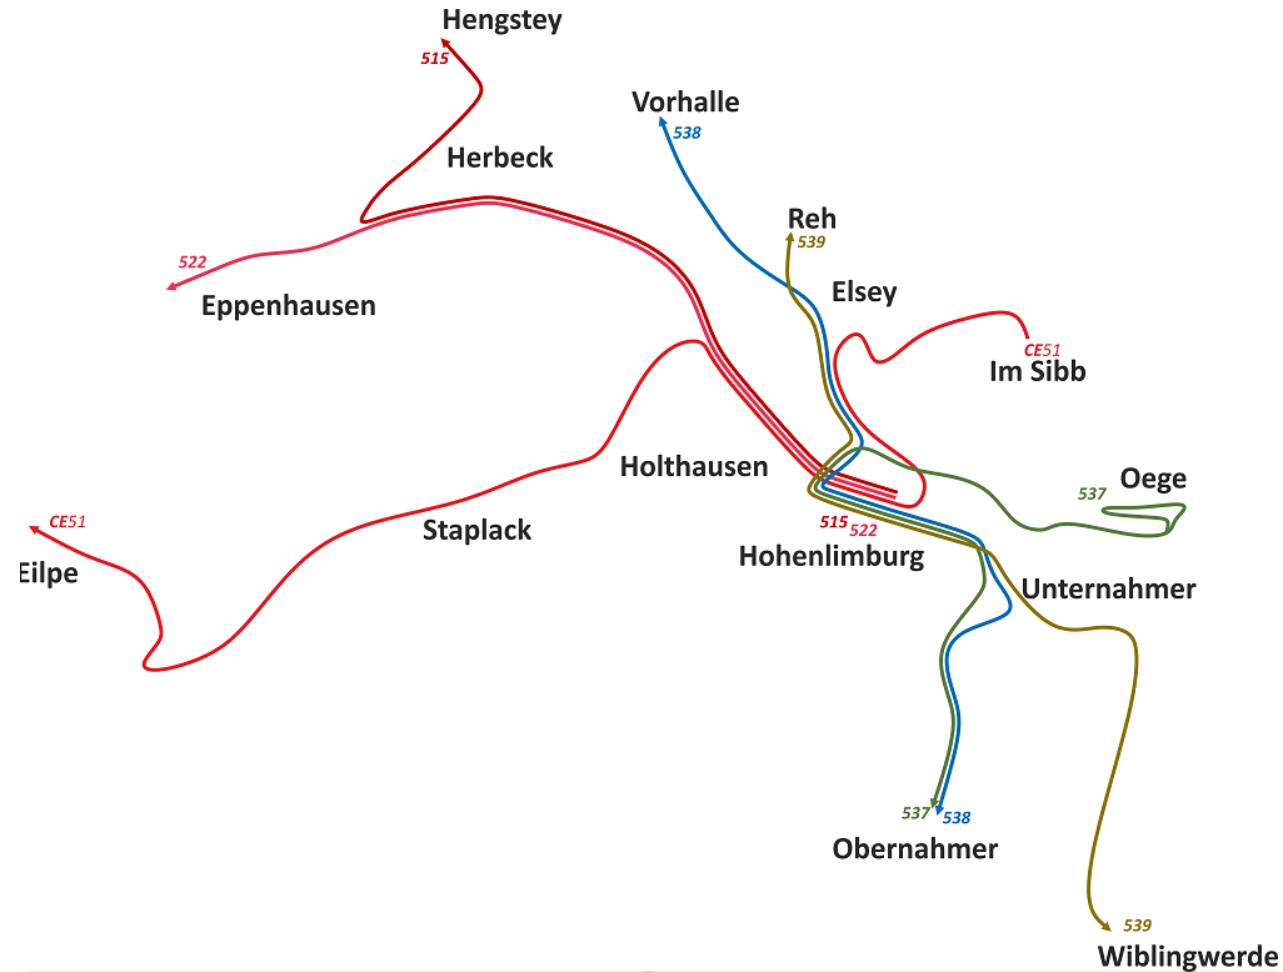 Hengstey
515
Vorhalle
538
Herbeck
Reh
539
522
Elsey
Eppenhausen
CE51
Im Sibb
Holthausen
Oege
537
CE51
Staplack
515
522
Hohenlimburg
Eilpe
Unternahmer
537
538
Obernahmer
539
Wiblingwerde